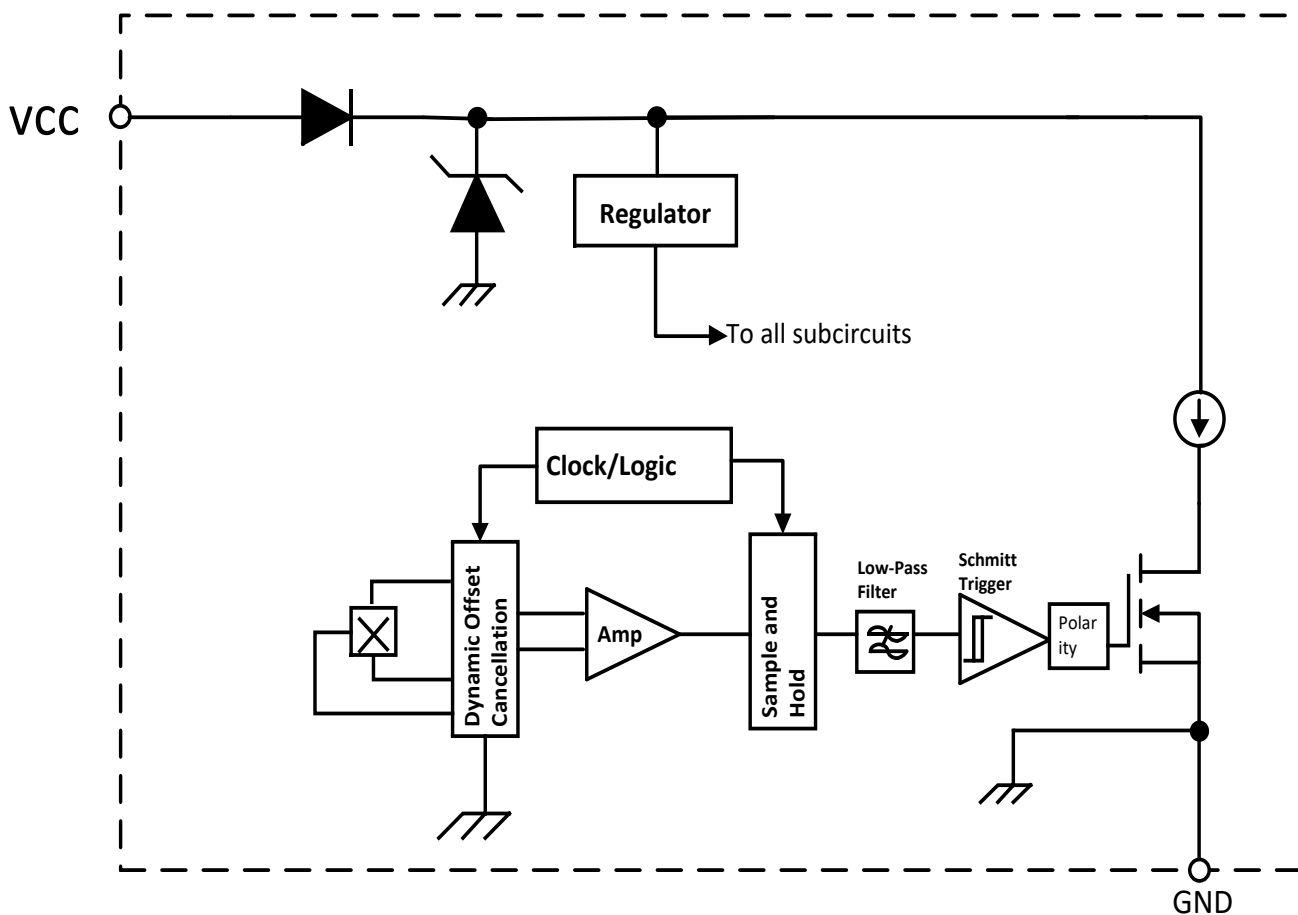 VCC
Regulator
To all subcircuits
Clock/Logic
Dynamic Offset
Cancellation
Amp
Sample and
Hold
Low-Pass
Filter
Schmitt
Trigger
Polar
ity
GND